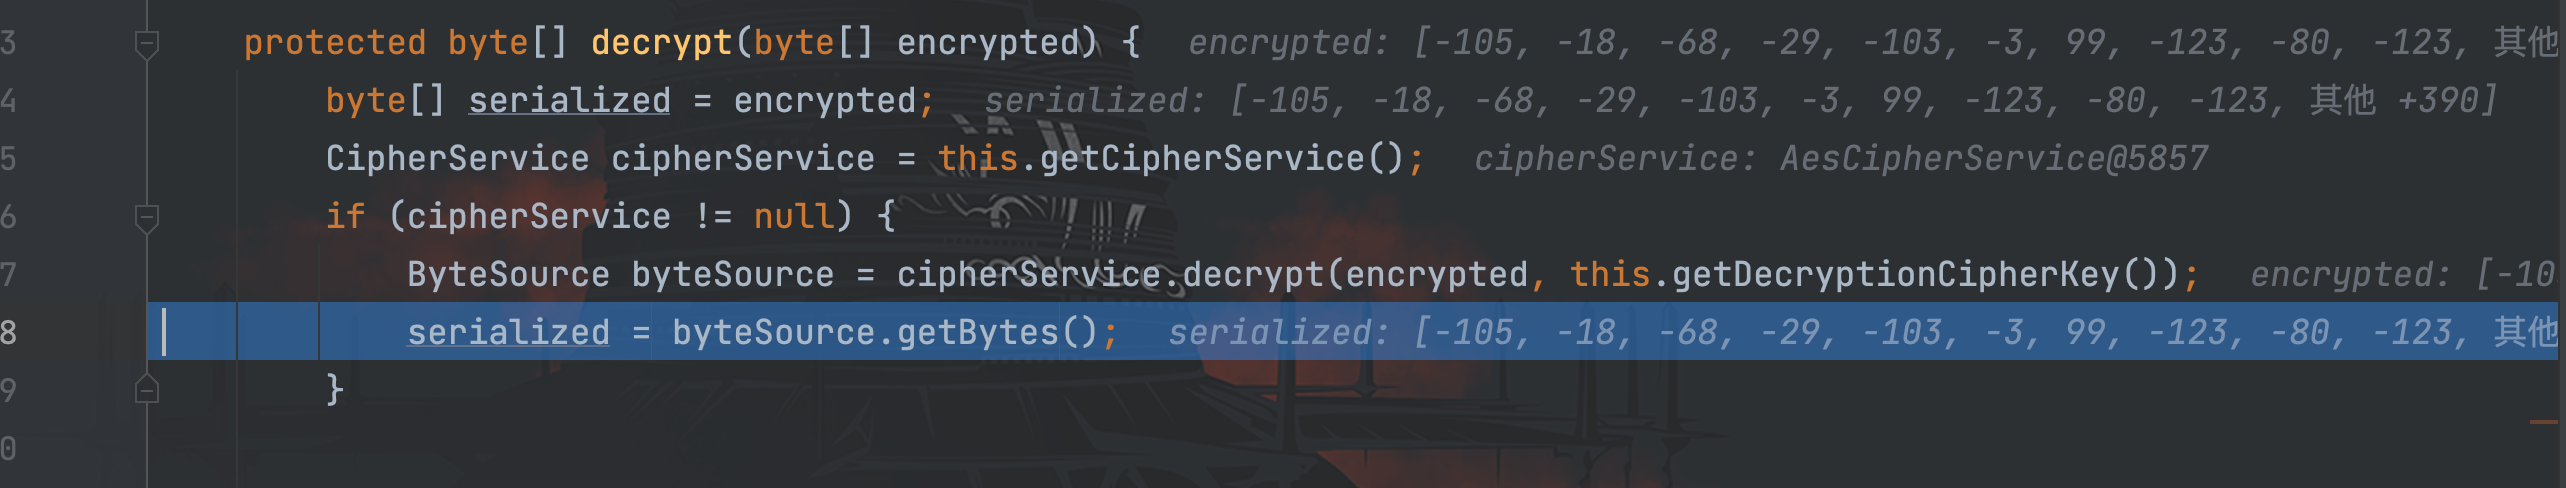 3 protected byte[] decrypt(byte[] encrypted) { encrypted: [-105, -18, -68, -29, -103, -3, 99, -123, -80, -123, 其他
4 byte[] serialized = encrypted; serialized: [-105, -18, -68, -29, -103, -3, 99, -123, -80, -123, 其他 +390]
5 CipherService cipherService = this.getCipherService(); cipherService: AesCipherService@5857
6 if (cipherService != null) {
7 ByteSource byteSource = cipherService.decrypt(encrypted, this.getDecryptionCipherKey()); encrypted: [-10
8 serialized = byteSource.getBytes(); serialized: [-105, -18, -68, -29, -103, -3, 99, -123, -80, -123, 其他
9 }
0